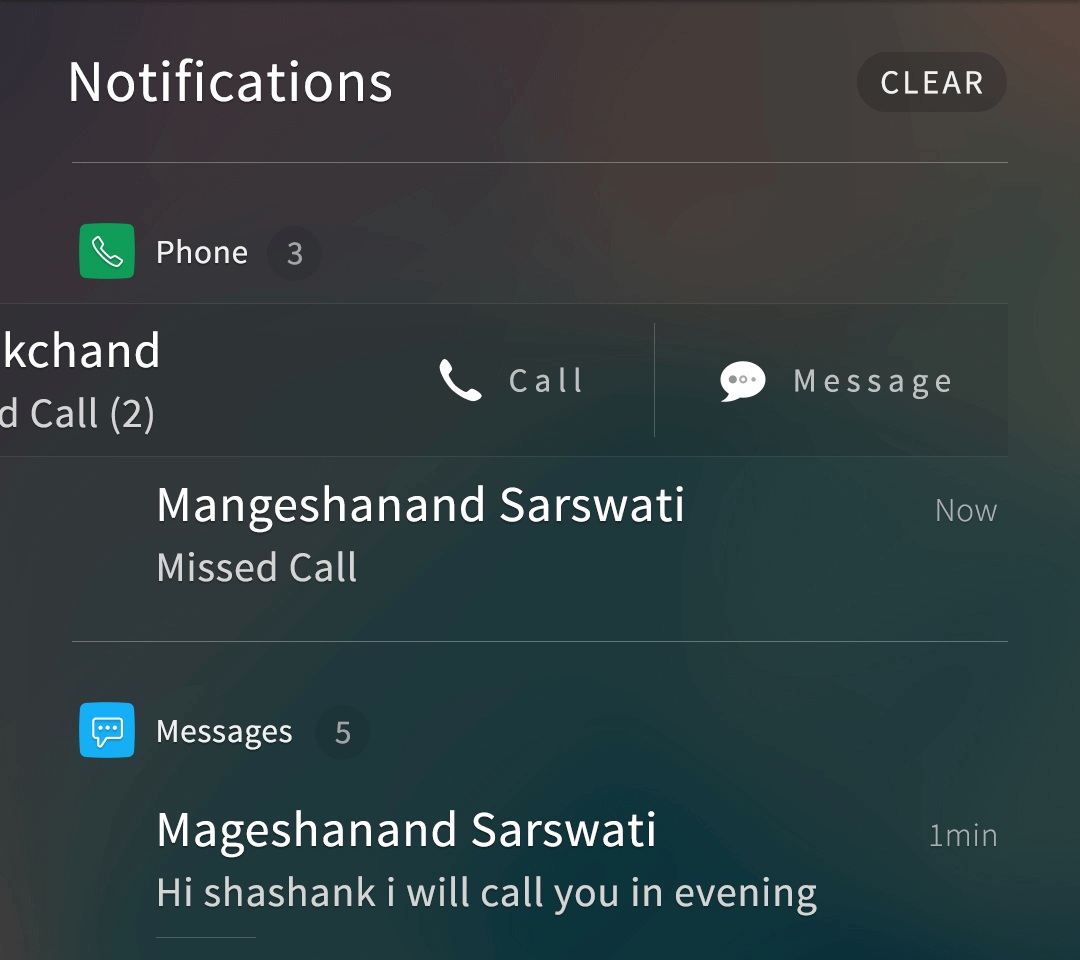 Notifications
CLEAR
Phone 3
kchand
d Call (2)
Call
Message
Mangeshanand Sarswati
Now
Missed Call
Messages 5
Mageshanand Sarswati
1min
Hi shashank i will call you in evening